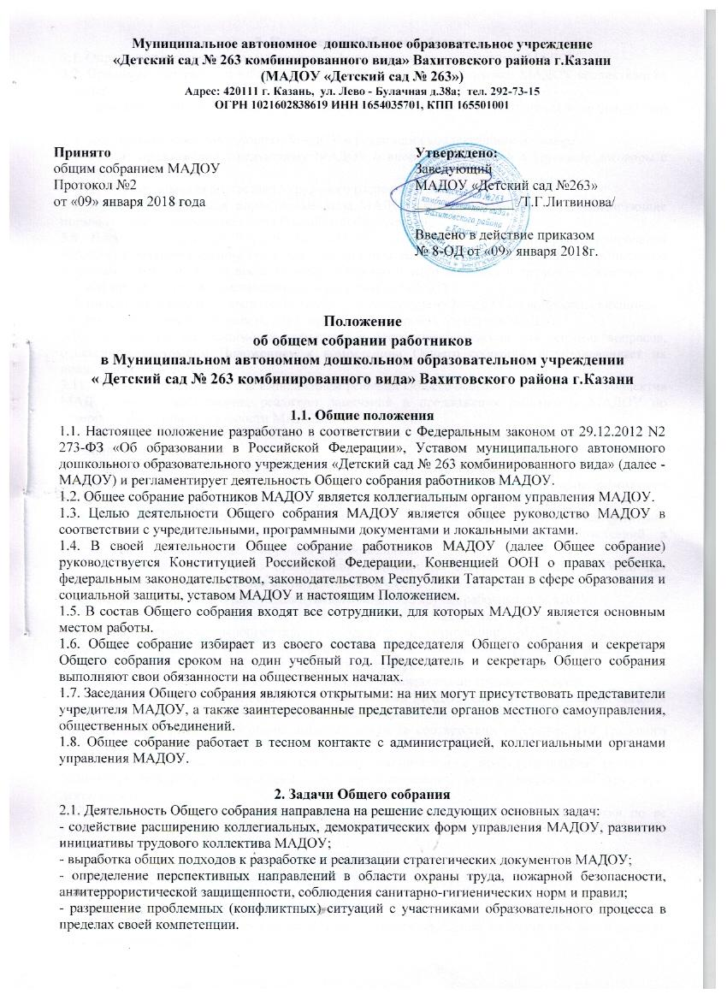 Муниципальное автономное дошкольное образовательное учреждение
«Детский сад № 263 комбинированного вида» Вахитовского района г.Казани
(МАДОУ «Детский сад № 263»)
Адрес: 420111 г. Казань, ул. Лево - Булачная д.38а; тел. 292-73-15
ОГРН 1021602838619 ИНН 1654035701, КПП 165501001
Принято
общим собранием МАДОУ
Протокол №2
от «09» января 2018 года
Утверждено:
Заведующий
МАДОУ «Детский сад №263»
/Т.Г.Литвинова/
Введено в действие приказом
№ 8-ОД от «09» января 2018г.
Детский сад №263
комбинированного вида»
Вахитовского района
г.Казани
Положение
об общем собрании работников
в Муниципальном автономном дошкольном образовательном учреждении
« Детский сад № 263 комбинированного вида» Вахитовского района г.Казани
1.1. Общие положения
1.1. Настоящее положение разработано в соответствии с Федеральным законом от 29.12.2012 N2
273-ФЗ «Об образовании в Российской Федерации», Уставом муниципального автономного
дошкольного образовательного учреждения «Детский сад № 263 комбинированного вида» (далее -
МАДОУ) и регламентирует деятельность Общего собрания работников МАДОУ.
1.2. Общее собрание работников МАДОУ является коллегиальным органом управления МАДОУ.
1.3. Целью деятельности Общего собрания МАДОУ является общее руководство МАДОУ в
соответствии с учредительными, программными документами и локальными актами.
1.4. В своей деятельности Общее собрание работников МАДОУ (далее Общее собрание)
руководствуется Конституцией Российской Федерации, Конвенцией ООН о правах ребенка,
федеральным законодательством, законодательством Республики Татарстан в сфере образования и
социальной защиты, уставом МАДОУ и настоящим Положением.
1.5. В состав Общего собрания входят все сотрудники, для которых МАДОУ является основным
местом работы.
1.6. Общее собрание избирает из своего состава председателя Общего собрания и секретаря
Общего собрания сроком на один учебный год. Председатель и секретарь Общего собрания
выполняют свои обязанности на общественных началах.
1.7. Заседания Общего собрания являются открытыми: на них могут присутствовать представители
учредителя МАДОУ, а также заинтересованные представители органов местного самоуправления,
общественных объединений.
1.8. Общее собрание работает в тесном контакте с администрацией, коллегиальными органами
управления МАДОУ.
2. Задачи Общего собрания
2.1. Деятельность Общего собрания направлена на решение следующих основных задач:
- содействие расширению коллегиальных, демократических форм управления МАДОУ, развитию
инициативы трудового коллектива МАДОУ;
- выработка общих подходов к разработке и реализации стратегических документов МАДОУ;
- определение перспективных направлений в области охраны труда, пожарной безопасности,
антитеррористической защищенности, соблюдения санитарно-гигиенических норм и правил;
- разрешение проблемных (конфликтных) ситуаций с участниками образовательного процесса в
пределах своей компетенции.